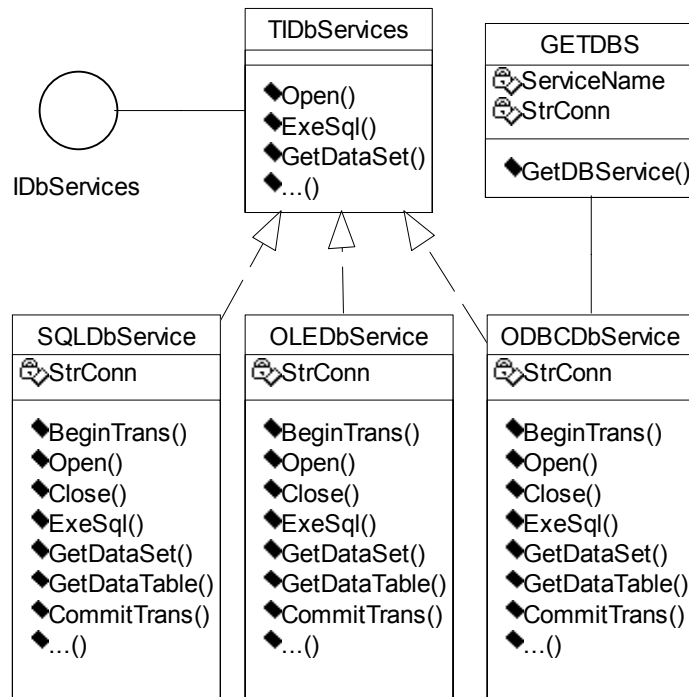 TIDbServices
Open()
ExeSql()
GetDataSet()
...()
IDbServices
GETDBS
ServiceName
StrConn
GetDBService()
SQLDbService
StrConn
BeginTrans()
Open()
Close()
ExeSql()
GetDataSet()
GetDataTable()
CommitTrans()
...()
OLEDbService
StrConn
BeginTrans()
Open()
Close()
ExeSql()
GetDataSet()
GetDataTable()
CommitTrans()
...()
ODBCDbService
StrConn
BeginTrans()
Open()
Close()
ExeSql()
GetDataSet()
GetDataTable()
CommitTrans()
...()